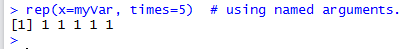 > rep(x=myVar, times=5)  # using named arguments.
[1] 1 1 1 1 1
>